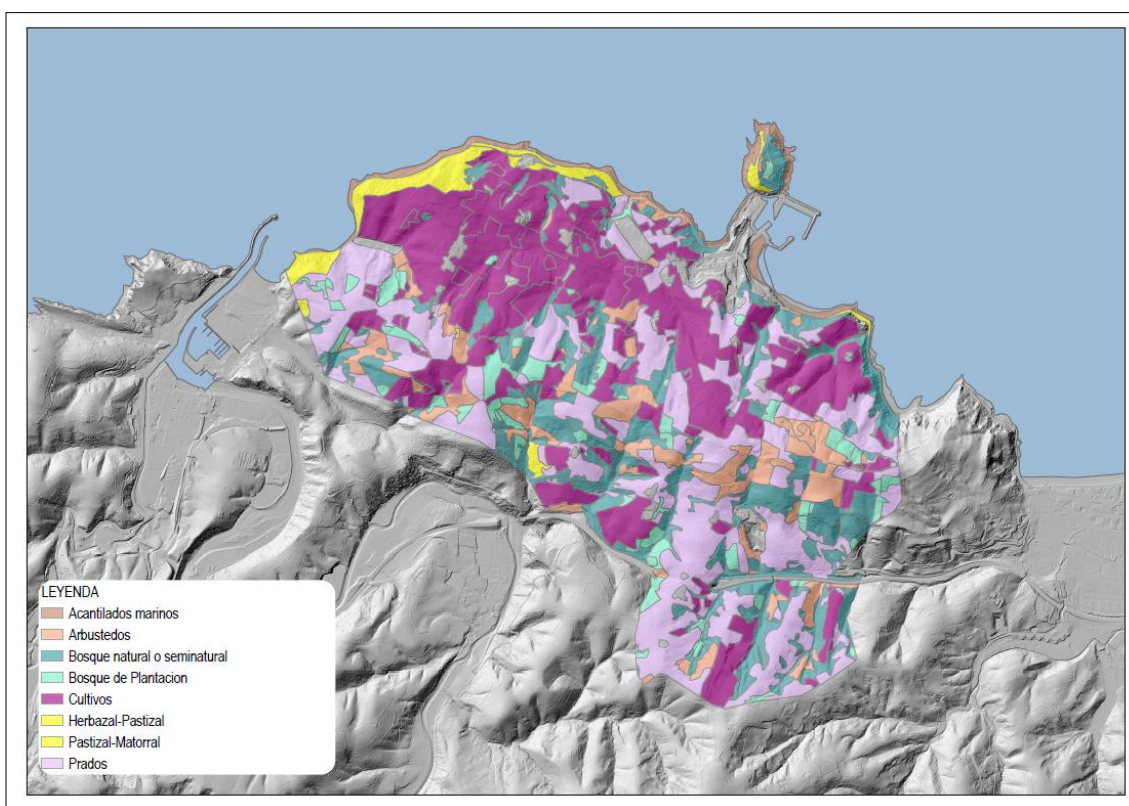 LEYENDA
Acantilados marinos
Arbustedos
Bosque natural o seminatural
Bosque de Plantacion
Cultivos
Herbazal-Pastizal
Pastizal-Matorral
Prados